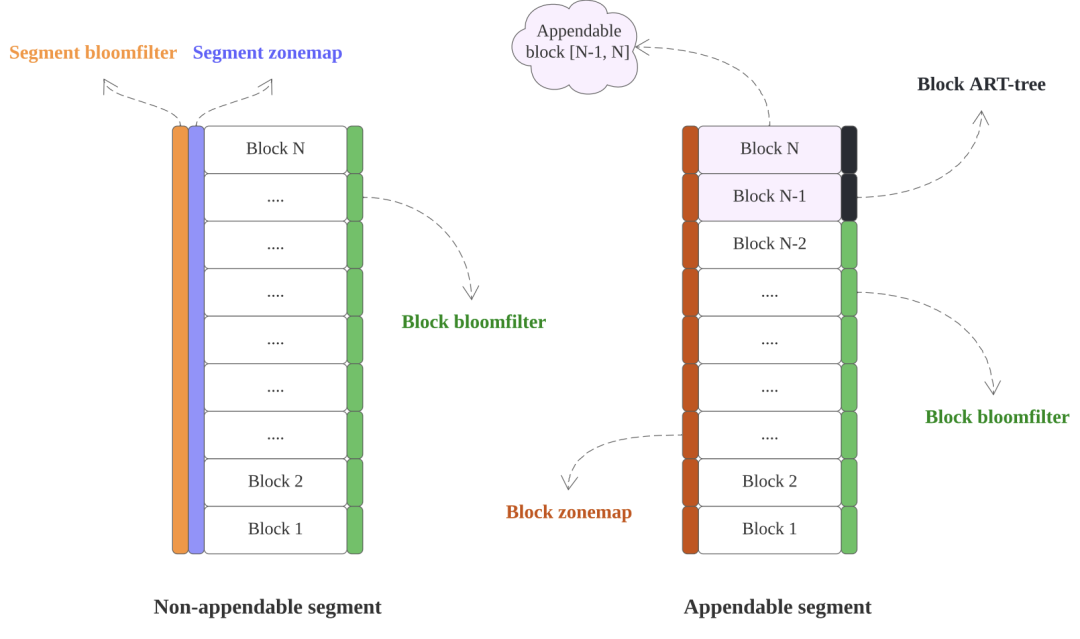 Segment bloomfilter
Segment zonemap
Block N
....
....
....
....
....
....
Block 2
Block 1
Block bloomfilter
Non-appendable segment
Appendable
block [N-1, N]
Block ART-tree
Block N
Block N-1
Block N-2
....
....
....
....
Block 2
Block 1
Block bloomfilter
Block zonemap
Appendable segment